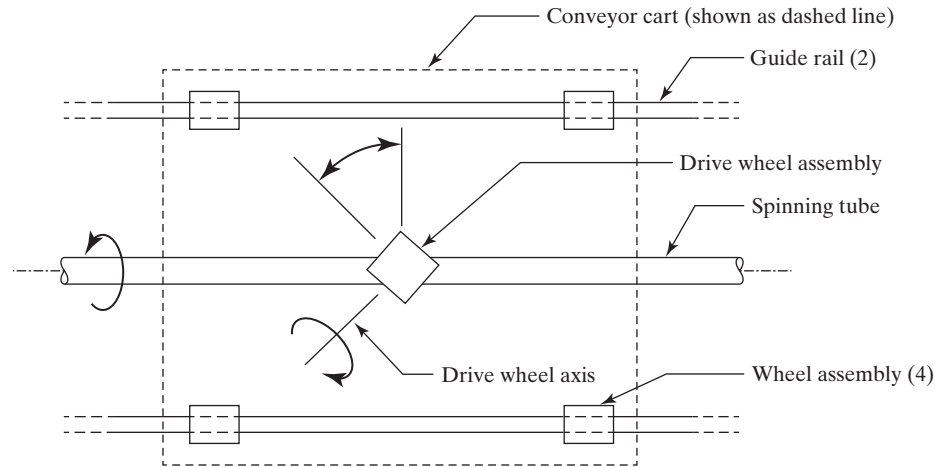 Conveyor cart (shown as dashed line)
Guide rail (2)
Drive wheel assembly
Spinning tube
Drive wheel axis
Wheel assembly (4)